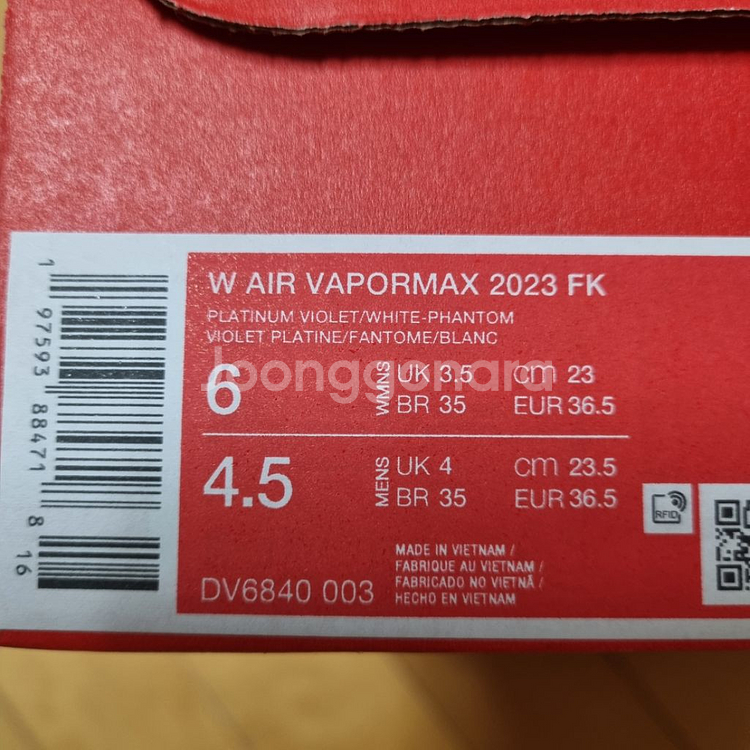 W AIR VAPORMAX 2023 FK
PLATINUM VIOLET/WHITE-PHANTOM
VIOLET PLATINE/FANTOME/BLANC
6 WMNS UK 3.5 cm 23
BR 35 EUR 36.5
Joonggonara
4.5 MENS UK 4 cm 23.5
BR 35 EUR 36.5
RFID
MADE IN VIETNAM /
FABRIQUE AU VIETNAM /
FABRICADO NO VIETNÃ /
HECHO EN VIETNAM
DV6840 003
1 97593 88471 8 16